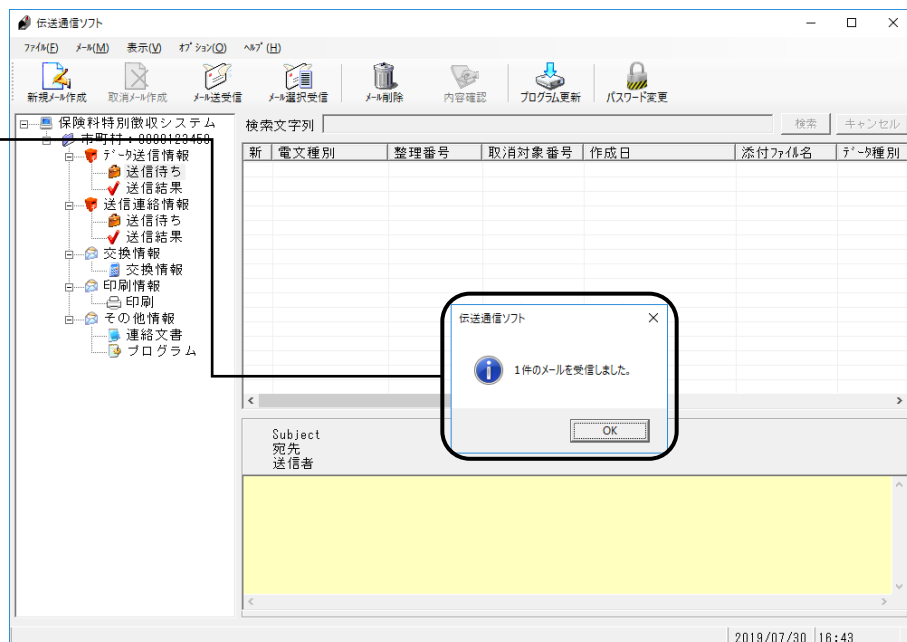 伝送通信ソフト
ファイル(F) メール(M) 表示(V) オプション(O) ヘルプ(H)
新規メール作成 取消メール作成 メール送受信 メール選択受信 メール削除 内容確認 プログラム更新 パスワード変更
保険料特別徴収システム
市町村：0000123450
データ送信情報
送信待ち
送信結果
送信連絡情報
送信待ち
送信結果
交換情報
交換情報
印刷情報
印刷
その他情報
連絡文書
プログラム
検索文字列 検索 キャンセル
新 電文種別 整理番号 取消対象番号 作成日 添付ファイル名 データ種別
伝送通信ソフト
1件のメールを受信しました。
OK
Subject
宛先
送信者
2019/07/30 16:43